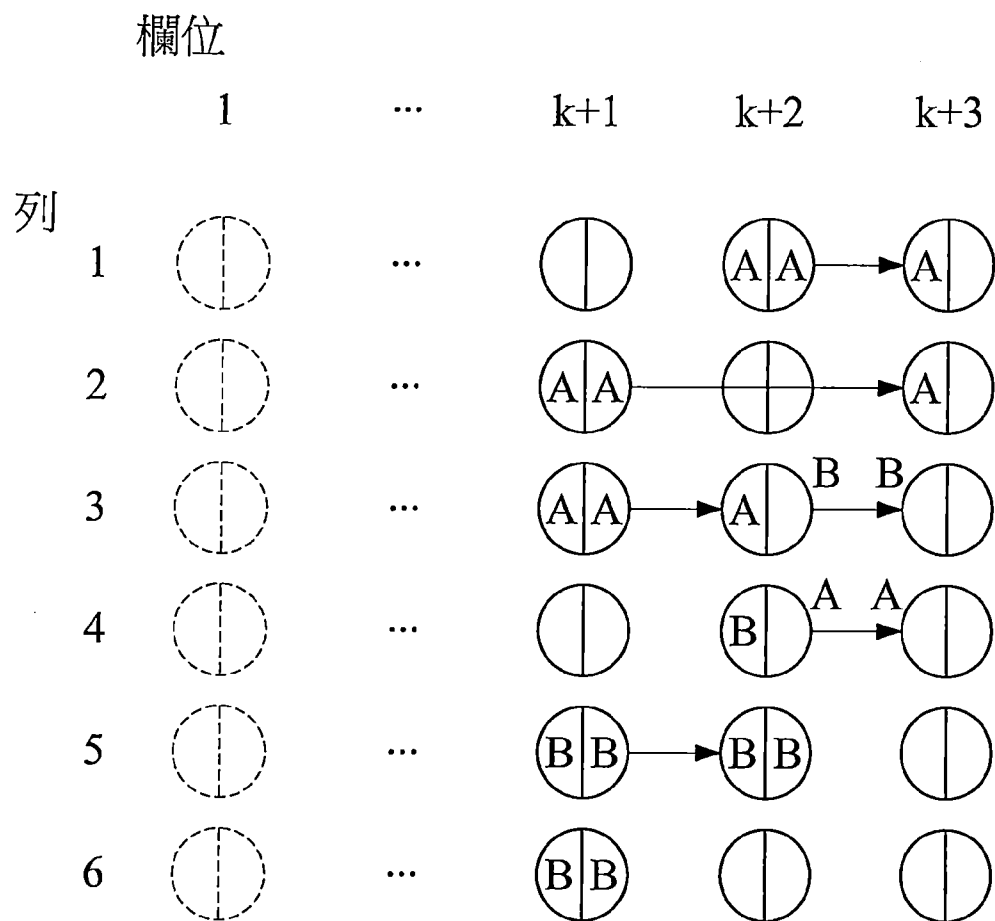 欄位
1 ... k+1 k+2 k+3
列
1 ... A A A
2 ... A A A
B B
3 ... A A A
A A
4 ... B
5 ... B B B B
6 ... B B